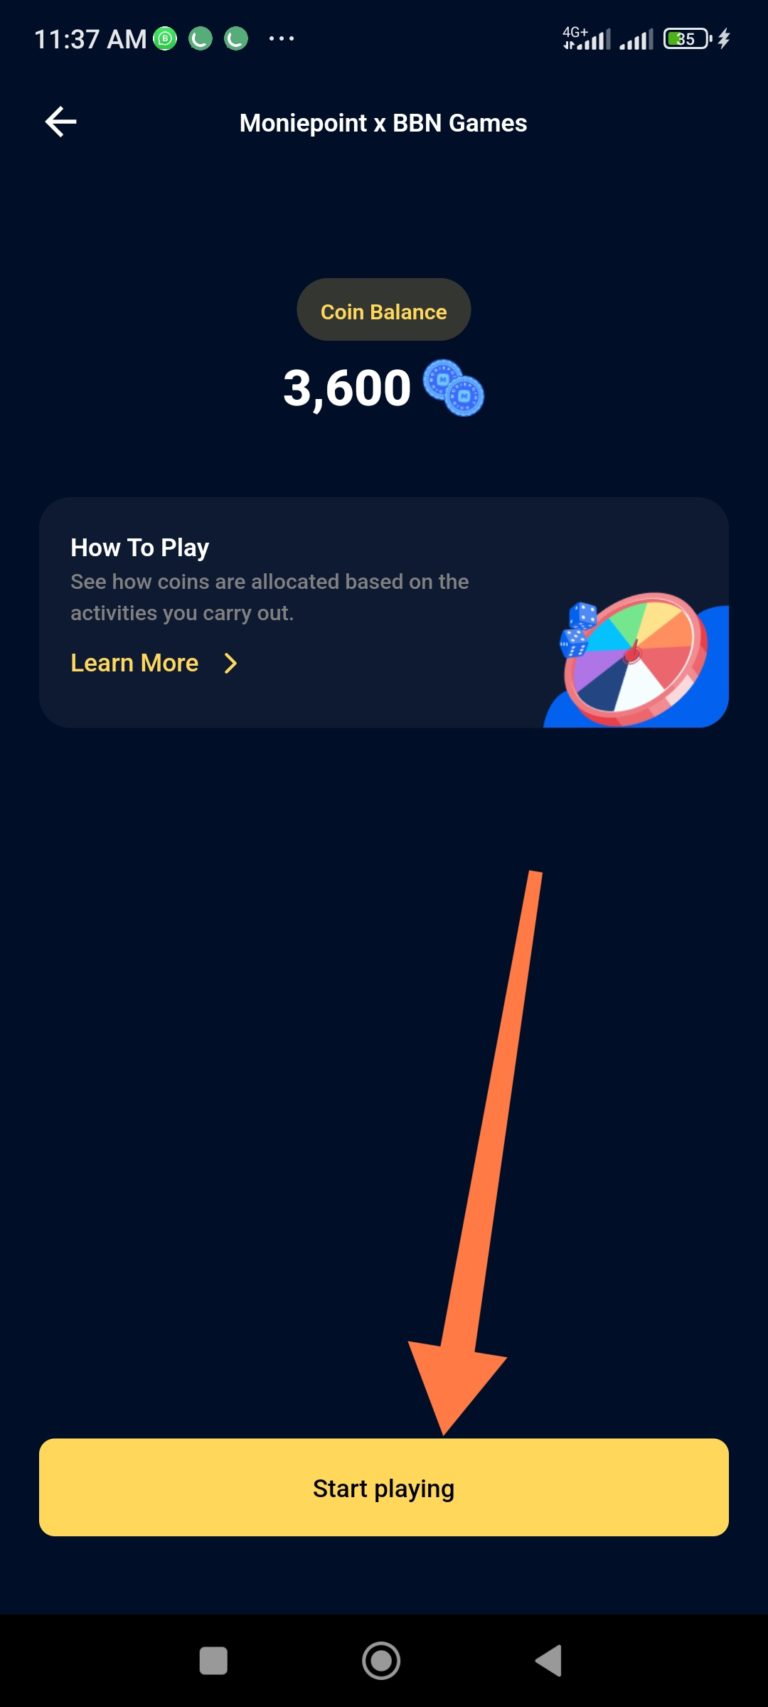 11:37 AM
4G+
35
Moniepoint x BBN Games
Coin Balance
3,600
How To Play
See how coins are allocated based on the
activities you carry out.
Learn More
Start playing